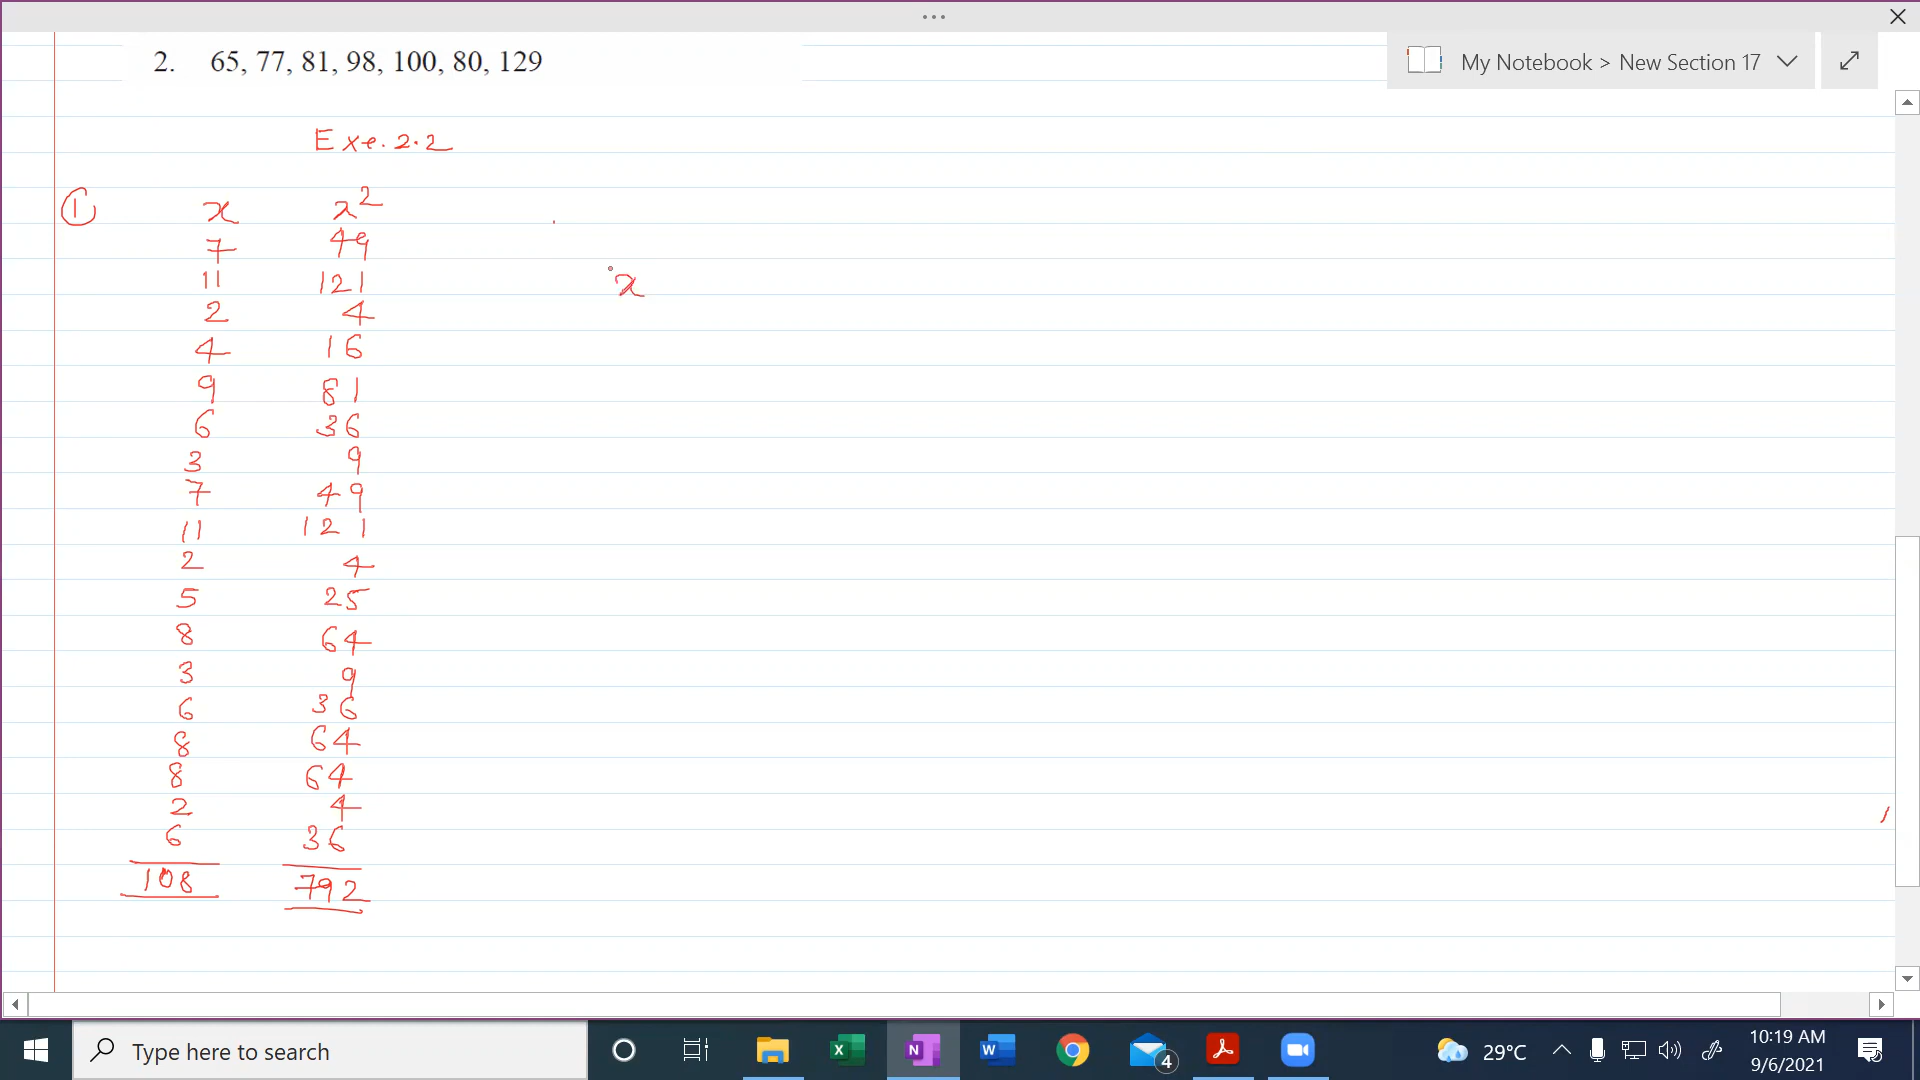 2. 65, 77, 81, 98, 100, 80, 129
My Notebook > New Section 17
Exe. 2.2
① x x²
7 49
11 121
2 4
4 16
9 81
6 36
3 9
7 49
11 121
2 4
5 25
8 64
3 9
6 36
8 64
8 64
2 4
6 36
108 792
x
Type here to search
4
29°C
10:19 AM
9/6/2021